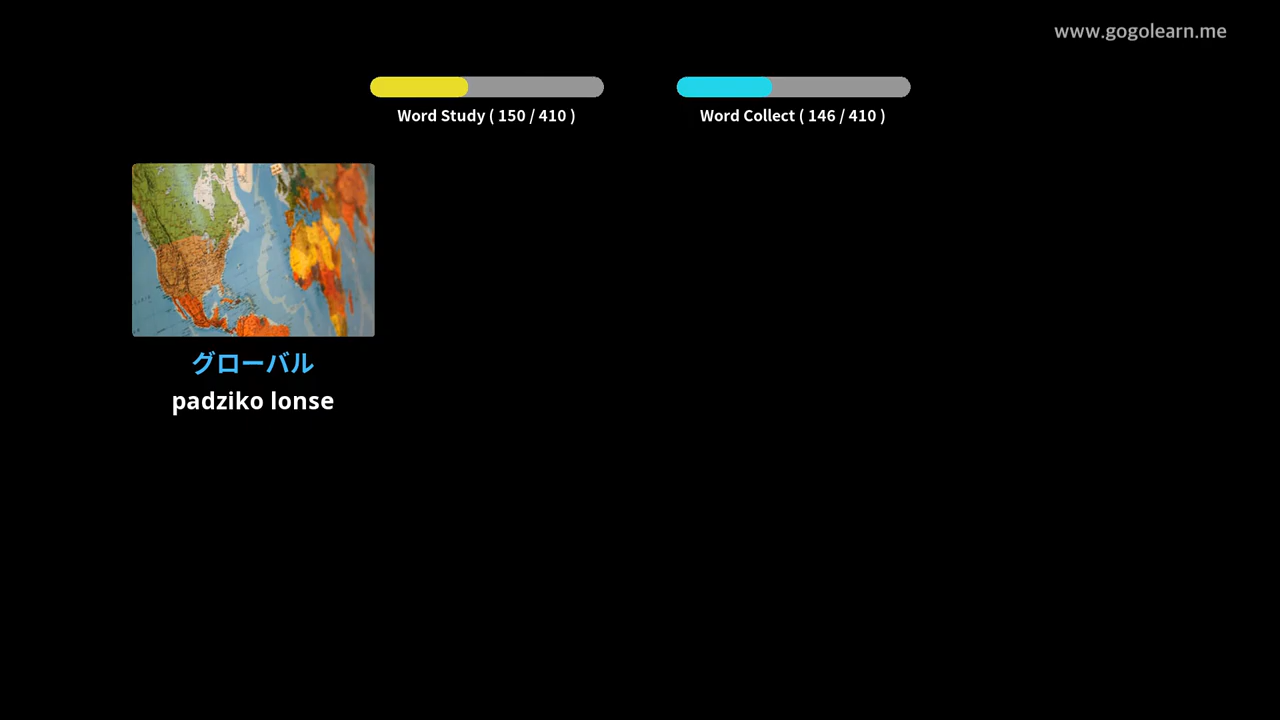 www.gogolearn.me
Word Study ( 150 / 410 )
Word Collect ( 146 / 410 )
グローバル
padziko lonse